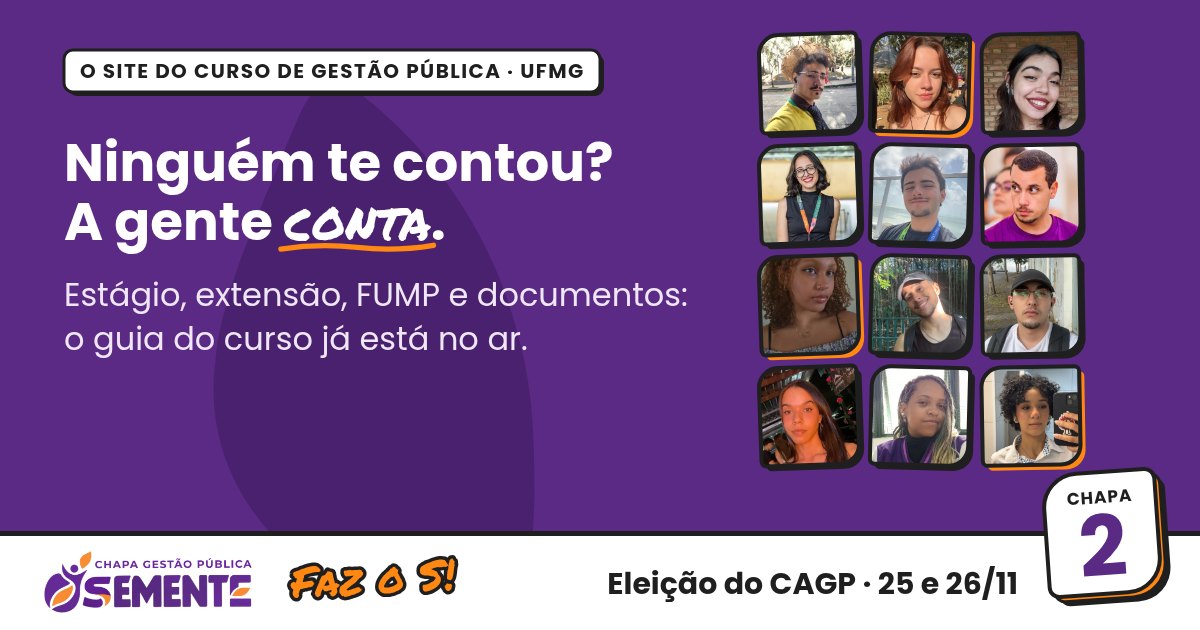 O SITE DO CURSO DE GESTÃO PÚBLICA · UFMG
Ninguém te contou?
A gente CONTA.
Estágio, extensão, FUMP e documentos:
o guia do curso já está no ar.
CHAPA
2
CHAPA GESTÃO PÚBLICA
SEMENTE
FAZ O S!
Eleição do CAGP · 25 e 26/11